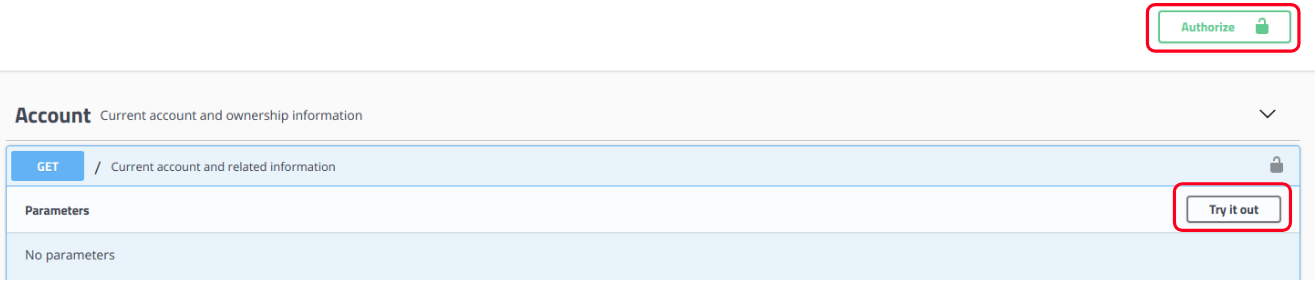 Authorize
Account Current account and ownership information
GET / Current account and related information
Parameters Try it out
No parameters